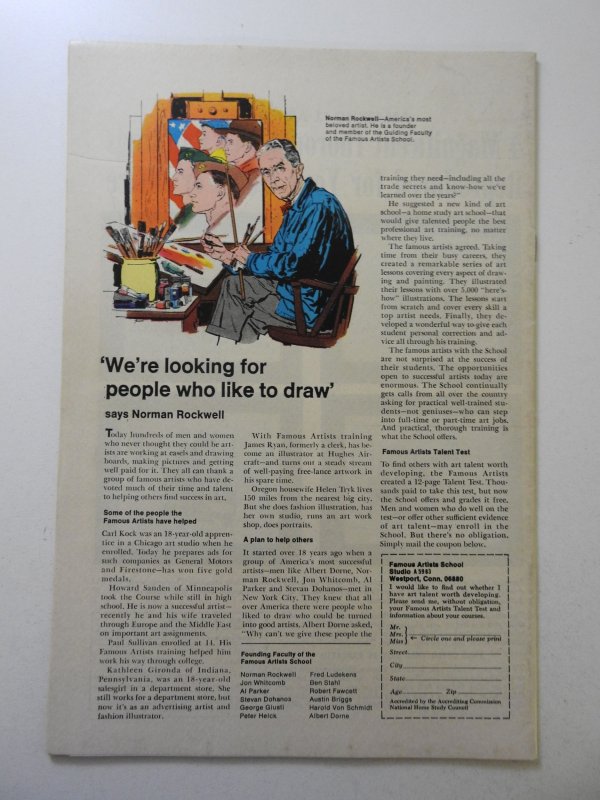 Norman Rockwell—America's most
beloved artist. He is a founder
and member of the Guiding Faculty
of the Famous Artists School.
'We're looking for
people who like to draw'
says Norman Rockwell
Today hundreds of men and women
who never thought they could be art-
ists are working at easels and drawing
boards, making pictures and getting
well paid for it. They all can thank a
group of famous artists who have de-
voted much of their time and talent
to helping others find success in art.
Some of the people the
Famous Artists have helped
Carl Kock was an 18-year-old appren-
tice in a Chicago art studio when he
enrolled. Today he prepares ads for
such companies as General Motors
and Firestone—has won five gold
medals.
Howard Sanden of Minneapolis
took the Course while still in high
school. He is now a successful artist—
recently he and his wife traveled
through Europe and the Middle East
on important art assignments.
Paul Sullivan enrolled at 14. His
Famous Artists training helped him
work his way through college.
Kathleen Gironda of Indiana,
Pennsylvania, was an 18-year-old
salesgirl in a department store. She
still works for a department store, but
now it's as an advertising artist and
fashion illustrator.
With Famous Artists training
James Ryan, formerly a clerk, has be-
come an illustrator at Hughes Air-
craft—and turns out a steady stream
of well-paying free-lance artwork in
his spare time.
Oregon housewife Helen Tryk lives
150 miles from the nearest big city.
But she does fashion illustration, has
her own studio, runs an art work
shop, does portraits.
A plan to help others
It started over 18 years ago when a
group of America's most successful
artists—men like Albert Dorne, Nor-
man Rockwell, Jon Whitcomb, Al
Parker and Stevan Dohanos—met in
New York City. They knew that all
over America there were people who
liked to draw who could be turned
into good artists. Albert Dorne asked,
"Why can't we give these people the
Founding Faculty of the
Famous Artists School
Norman Rockwell
Jon Whitcomb
Al Parker
Stevan Dohanos
George Giusti
Peter Helck
Fred Ludekens
Ben Stahl
Robert Fawcett
Austin Briggs
Harold Von Schmidt
Albert Dorne
training they need—including all the
trade secrets and know-how we've
learned over the years?"
He suggested a new kind of art
school—a home study art school—that
would give talented people the best
professional art training, no matter
where they live.
The famous artists agreed. Taking
time from their busy careers, they
created a remarkable series of art
lessons covering every aspect of draw-
ing and painting. They illustrated
their lessons with over 5,000 "here's-
how" illustrations. The lessons start
from scratch and cover every skill a
top artist needs. Finally, they de-
veloped a wonderful way to give each
student personal correction and ad-
vice all through his training.
The famous artists with the School
are not surprised at the success of
their students. The opportunities
open to successful artists today are
enormous. The School continually
gets calls from all over the country
asking for practical well-trained stu-
dents—not geniuses—who can step
into full-time or part-time art jobs.
And practical, thorough training is
what the School offers.
Famous Artists Talent Test
To find others with art talent worth
developing, the Famous Artists
created a 12-page Talent Test. Thou-
sands paid to take this test, but now
the School offers and grades it free.
Men and women who do well on the
test—or offer other sufficient evidence
of art talent—may enroll in the
School. But there's no obligation.
Simply mail the coupon below.
Famous Artists School
Studio A 5983
Westport, Conn. 06880
I would like to find out whether I
have art talent worth developing.
Please send me, without obligation,
your Famous Artists Talent Test and
information about your courses.
Mr.
Mrs.
Miss
← Circle one and please print
Street
City
State
Age Zip
Accredited by the Accrediting Commission
National Home Study Council